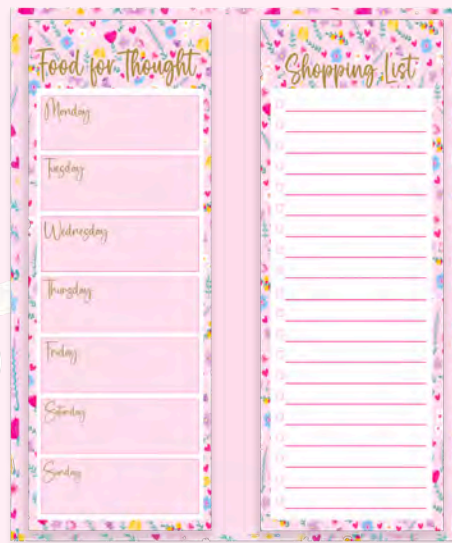 Food for Thought
Monday
Tuesday
Wednesday
Thursday
Friday
Saturday
Sunday
Shopping List